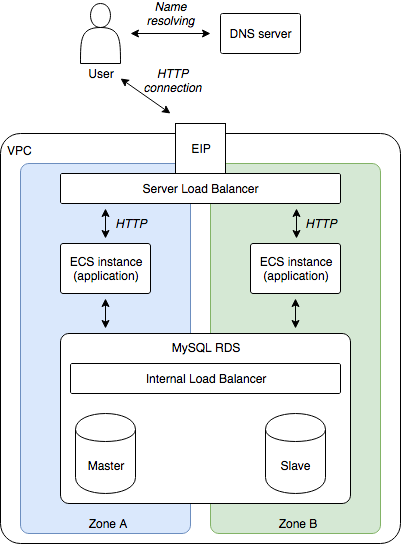 Name
resolving
DNS server
User
HTTP
connection
EIP
VPC
Server Load Balancer
HTTP
HTTP
ECS instance
(application)
ECS instance
(application)
MySQL RDS
Internal Load Balancer
Master
Slave
Zone A
Zone B